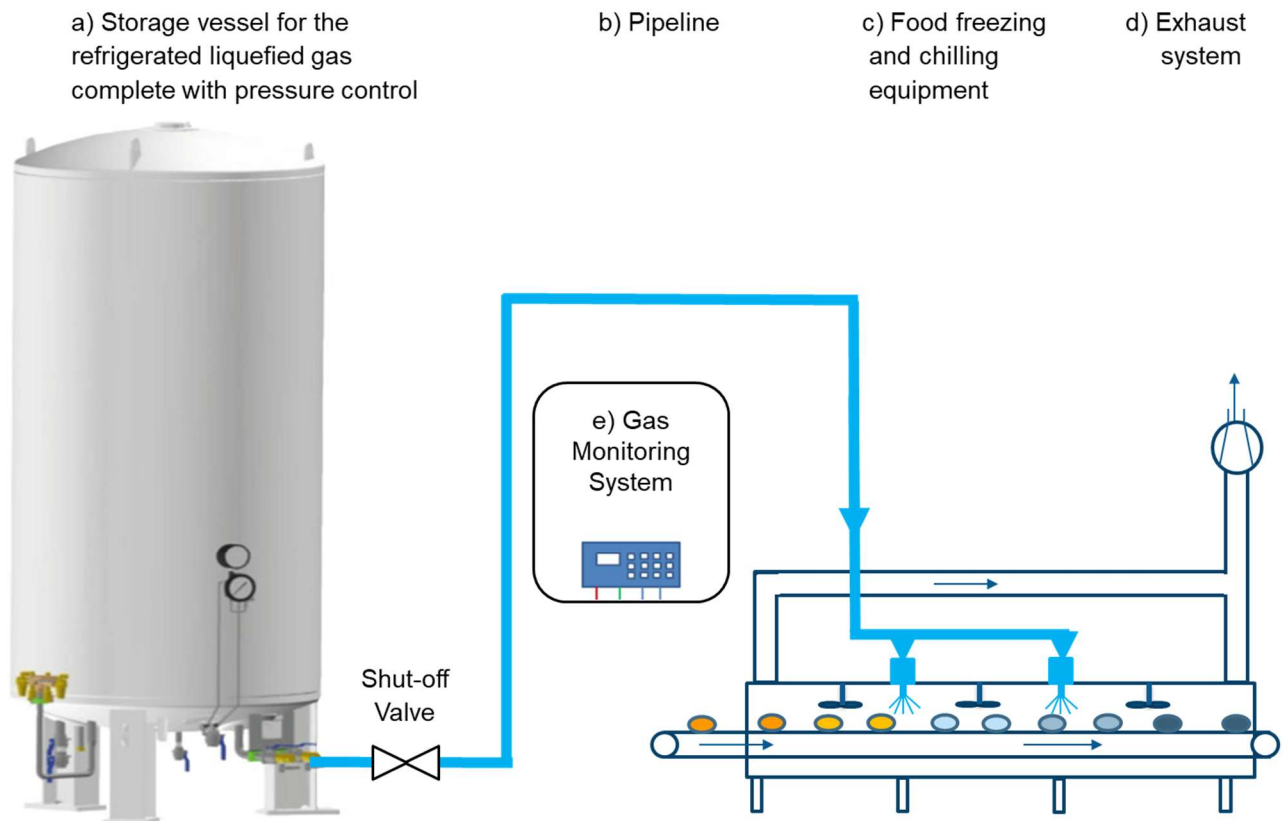 a) Storage vessel for the
refrigerated liquefied gas
complete with pressure control
b) Pipeline
c) Food freezing
and chilling
equipment
d) Exhaust
system
e) Gas
Monitoring
System
Shut-off
Valve